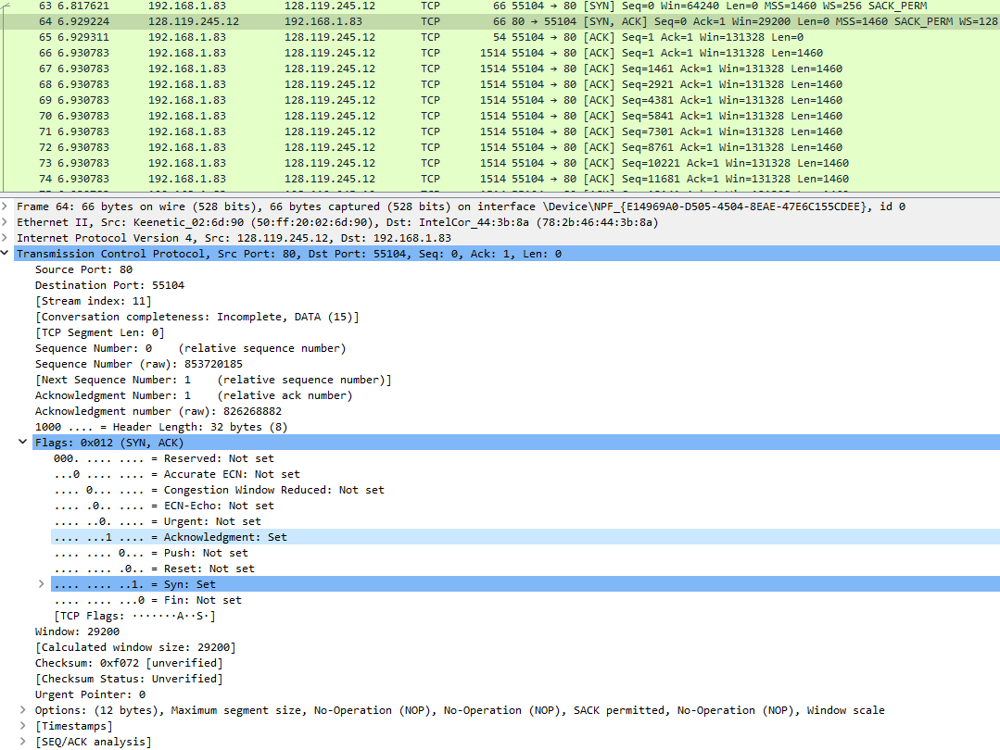 63 6.817621 192.168.1.83 128.119.245.12 TCP 66 55104 → 80 [SYN] Seq=0 Win=64240 Len=0 MSS=1460 WS=256 SACK_PERM
64 6.929224 128.119.245.12 192.168.1.83 TCP 66 80 → 55104 [SYN, ACK] Seq=0 Ack=1 Win=29200 Len=0 MSS=1460 SACK_PERM WS=128
65 6.929311 192.168.1.83 128.119.245.12 TCP 54 55104 → 80 [ACK] Seq=1 Ack=1 Win=131328 Len=0
66 6.930783 192.168.1.83 128.119.245.12 TCP 1514 55104 → 80 [ACK] Seq=1 Ack=1 Win=131328 Len=1460
67 6.930783 192.168.1.83 128.119.245.12 TCP 1514 55104 → 80 [ACK] Seq=1461 Ack=1 Win=131328 Len=1460
68 6.930783 192.168.1.83 128.119.245.12 TCP 1514 55104 → 80 [ACK] Seq=2921 Ack=1 Win=131328 Len=1460
69 6.930783 192.168.1.83 128.119.245.12 TCP 1514 55104 → 80 [ACK] Seq=4381 Ack=1 Win=131328 Len=1460
70 6.930783 192.168.1.83 128.119.245.12 TCP 1514 55104 → 80 [ACK] Seq=5841 Ack=1 Win=131328 Len=1460
71 6.930783 192.168.1.83 128.119.245.12 TCP 1514 55104 → 80 [ACK] Seq=7301 Ack=1 Win=131328 Len=1460
72 6.930783 192.168.1.83 128.119.245.12 TCP 1514 55104 → 80 [ACK] Seq=8761 Ack=1 Win=131328 Len=1460
73 6.930783 192.168.1.83 128.119.245.12 TCP 1514 55104 → 80 [ACK] Seq=10221 Ack=1 Win=131328 Len=1460
74 6.930783 192.168.1.83 128.119.245.12 TCP 1514 55104 → 80 [ACK] Seq=11681 Ack=1 Win=131328 Len=1460
Frame 64: 66 bytes on wire (528 bits), 66 bytes captured (528 bits) on interface \Device\NPF_{E14969A0-D505-4504-8EAE-47E6C155CDEE}, id 0
Ethernet II, Src: Keenetic_02:6d:90 (50:ff:20:02:6d:90), Dst: IntelCor_44:3b:8a (78:2b:46:44:3b:8a)
Internet Protocol Version 4, Src: 128.119.245.12, Dst: 192.168.1.83
Transmission Control Protocol, Src Port: 80, Dst Port: 55104, Seq: 0, Ack: 1, Len: 0
Source Port: 80
Destination Port: 55104
[Stream index: 11]
[Conversation completeness: Incomplete, DATA (15)]
[TCP Segment Len: 0]
Sequence Number: 0 (relative sequence number)
Sequence Number (raw): 853720185
[Next Sequence Number: 1 (relative sequence number)]
Acknowledgment Number: 1 (relative ack number)
Acknowledgment number (raw): 826268882
1000 .... = Header Length: 32 bytes (8)
Flags: 0x012 (SYN, ACK)
000. .... .... = Reserved: Not set
...0 .... .... = Accurate ECN: Not set
.... 0... .... = Congestion Window Reduced: Not set
.... .0.. .... = ECN-Echo: Not set
.... ..0. .... = Urgent: Not set
.... ...1 .... = Acknowledgment: Set
.... .... 0... = Push: Not set
.... .... .0.. = Reset: Not set
.... .... ..1. = Syn: Set
.... .... ...0 = Fin: Not set
[TCP Flags: ·······A··S·]
Window: 29200
[Calculated window size: 29200]
Checksum: 0xf072 [unverified]
[Checksum Status: Unverified]
Urgent Pointer: 0
Options: (12 bytes), Maximum segment size, No-Operation (NOP), No-Operation (NOP), SACK permitted, No-Operation (NOP), Window scale
[Timestamps]
[SEQ/ACK analysis]